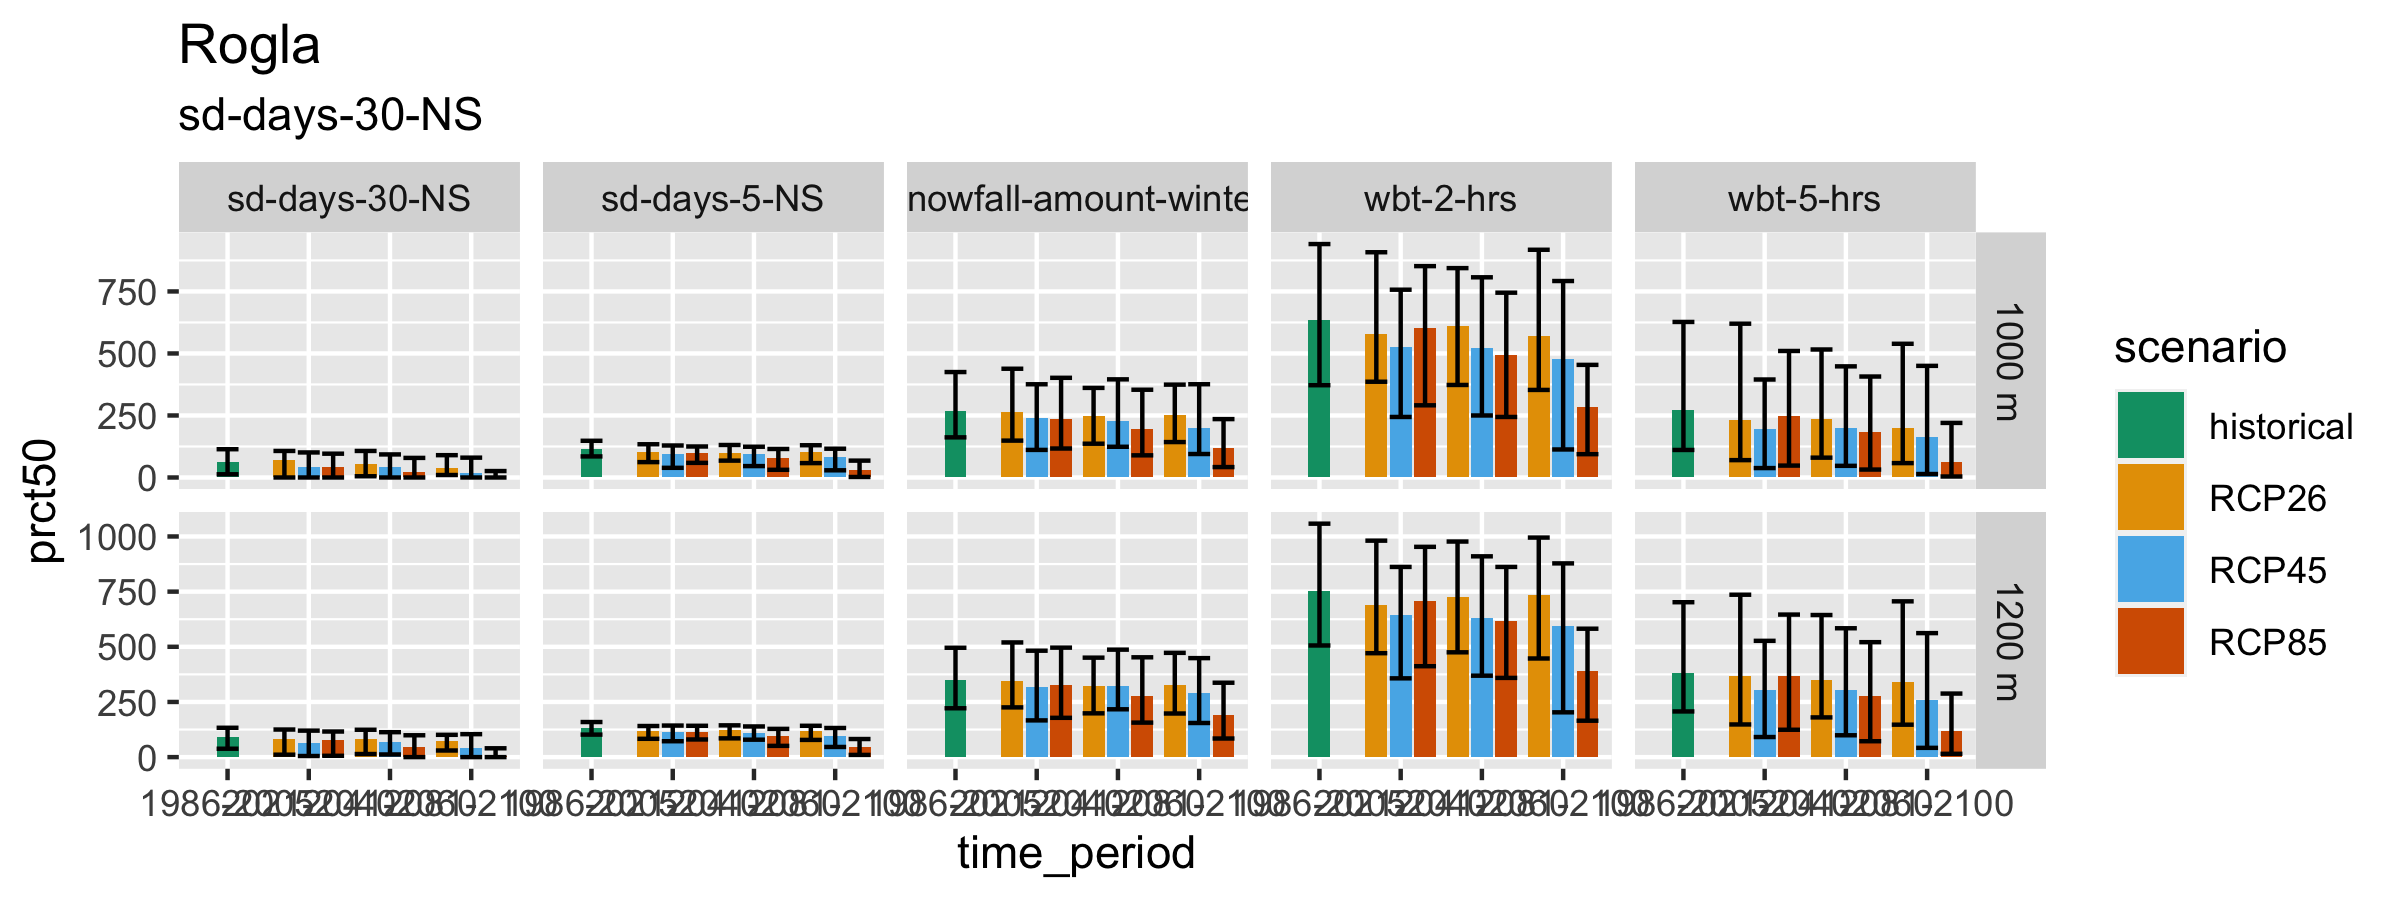 Rogla
sd-days-30-NS
sd-days-30-NS
sd-days-5-NS
nowfall-amount-winte
wbt-2-hrs
wbt-5-hrs
750
500
250
0
1000 m
1000
750
500
250
0
1200 m
prct50
time_period
scenario
historical
RCP26
RCP45
RCP85